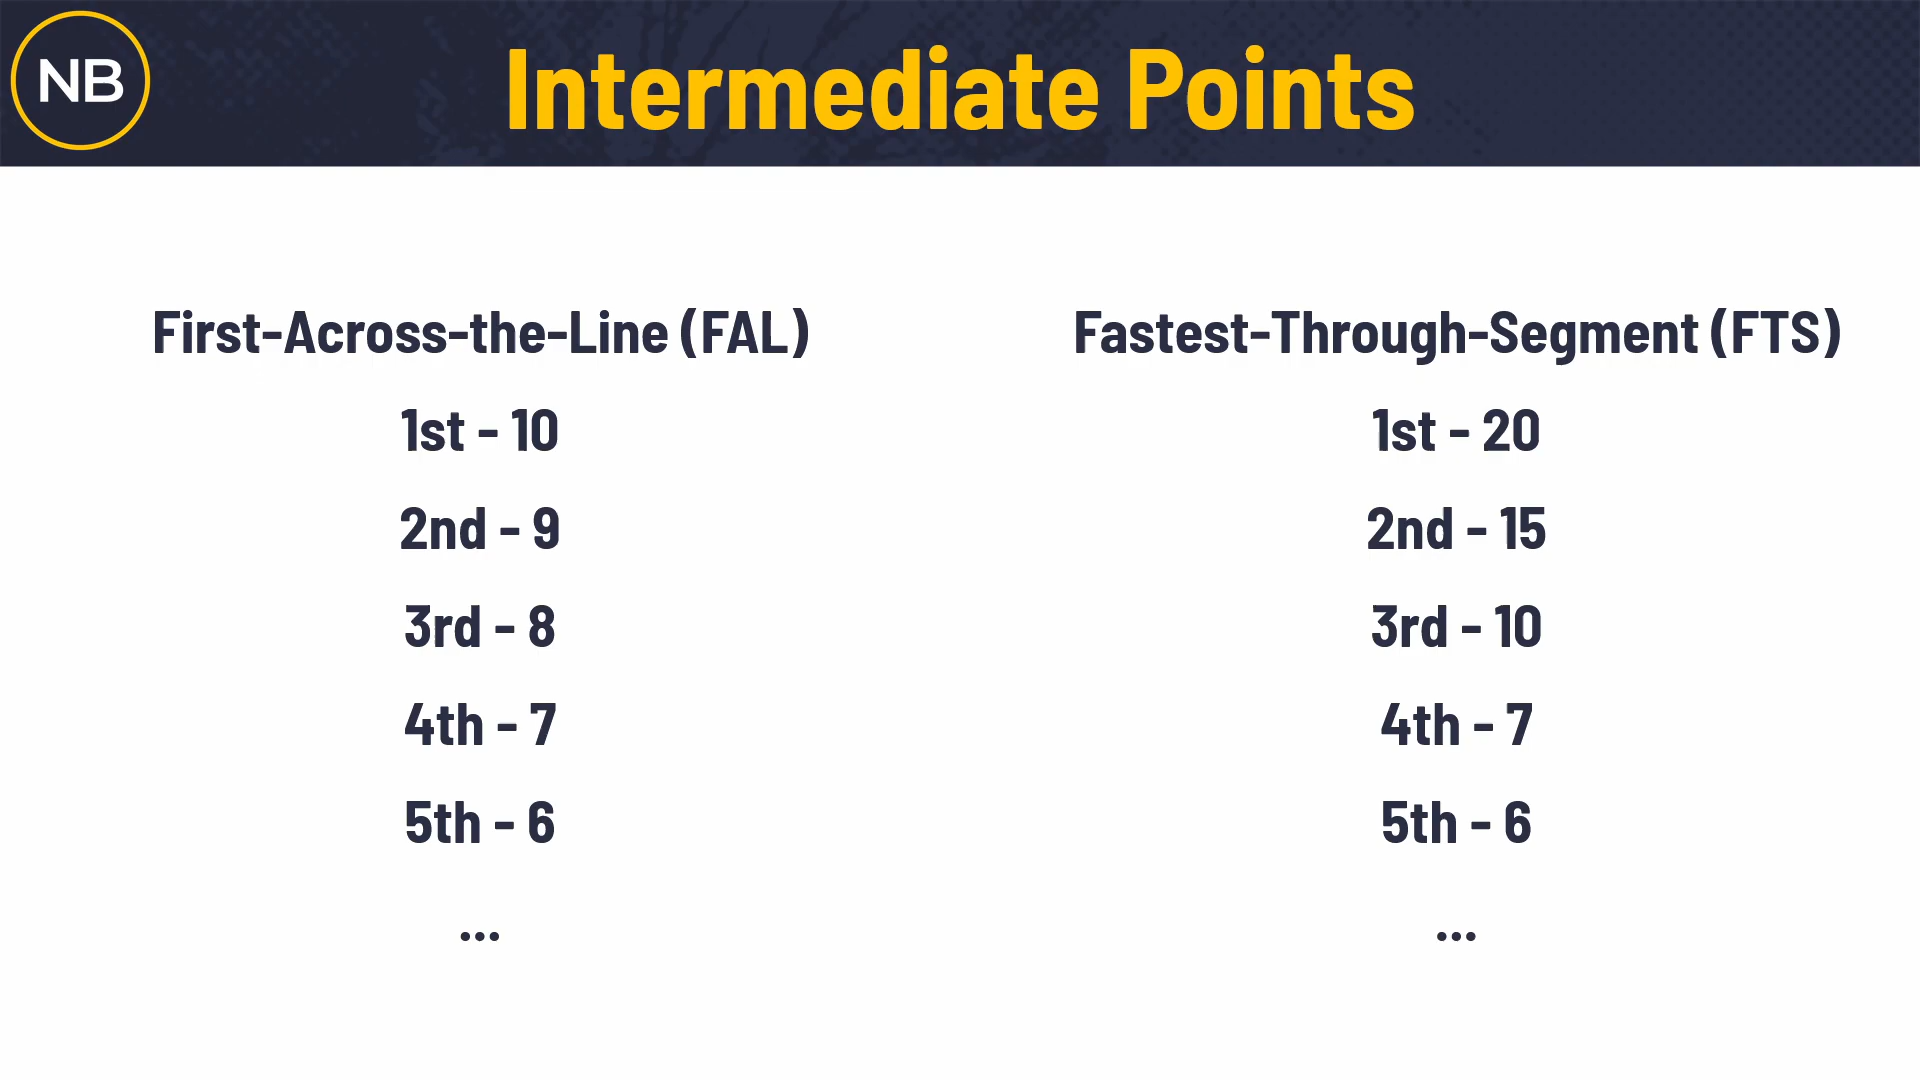 NB
Intermediate Points
First-Across-the-Line (FAL)
1st - 10
2nd - 9
3rd - 8
4th - 7
5th - 6
...
Fastest-Through-Segment (FTS)
1st - 20
2nd - 15
3rd - 10
4th - 7
5th - 6
...